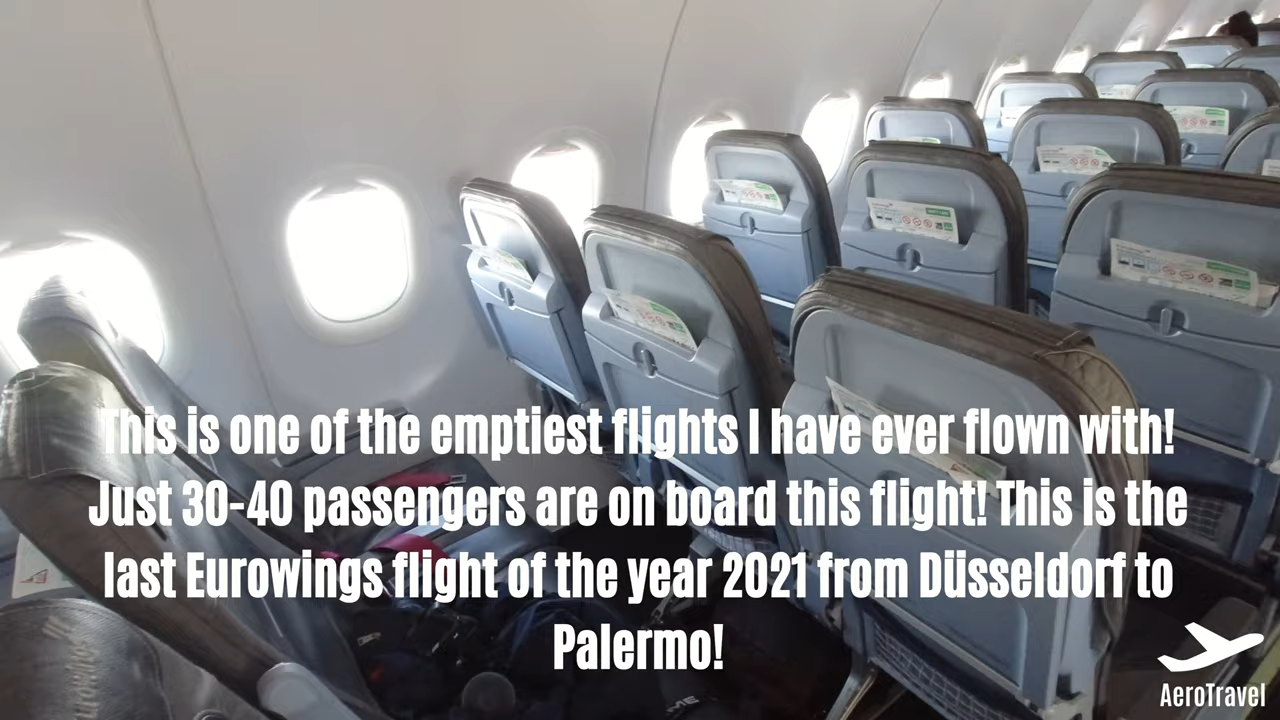 This is one of the emptiest flights I have ever flown with!
Just 30-40 passengers are on board this flight! This is the
last Eurowings flight of the year 2021 from Düsseldorf to
Palermo!
AeroTravel